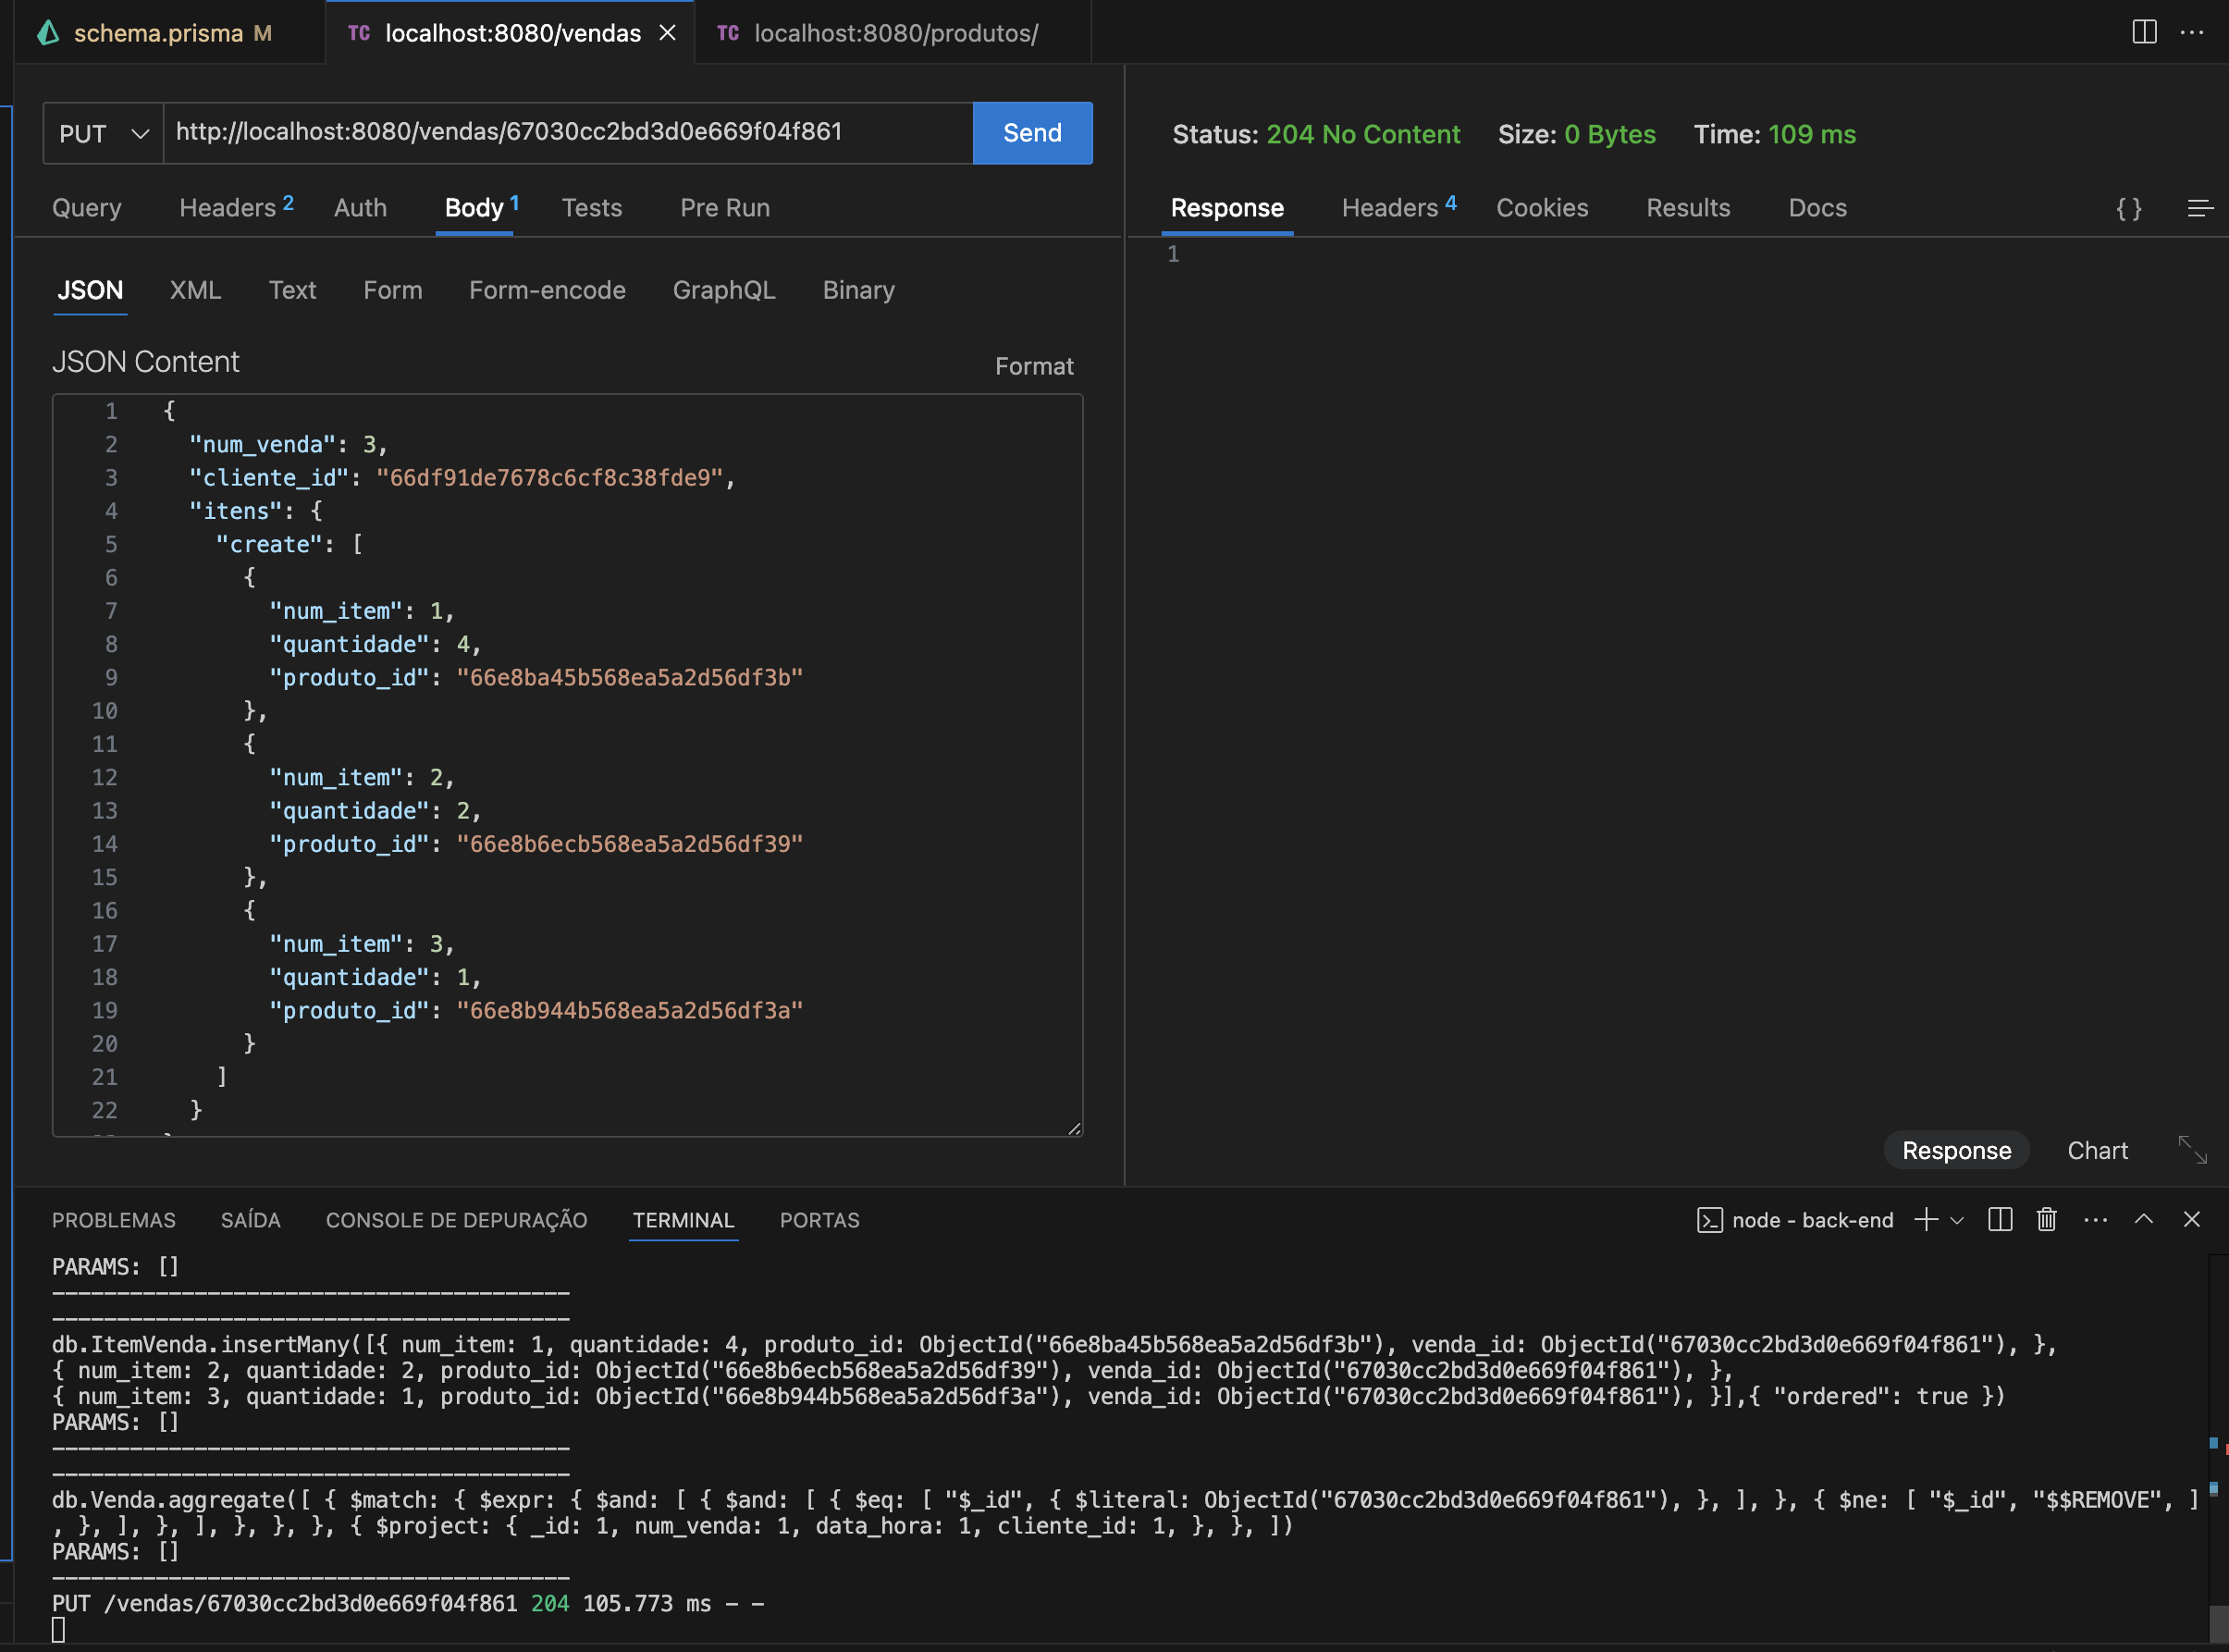 schema.prisma M
TC localhost:8080/vendas
TC localhost:8080/produtos/
PUT http://localhost:8080/vendas/67030cc2bd3d0e669f04f861 Send
Status: 204 No Content Size: 0 Bytes Time: 109 ms
Query Headers 2 Auth Body 1 Tests Pre Run
Response Headers 4 Cookies Results Docs {}
JSON XML Text Form Form-encode GraphQL Binary
JSON Content Format
1 {
2 "num_venda": 3,
3 "cliente_id": "66df91de7678c6cf8c38fde9",
4 "itens": {
5 "create": [
6 {
7 "num_item": 1,
8 "quantidade": 4,
9 "produto_id": "66e8ba45b568ea5a2d56df3b"
10 },
11 {
12 "num_item": 2,
13 "quantidade": 2,
14 "produto_id": "66e8b6ecb568ea5a2d56df39"
15 },
16 {
17 "num_item": 3,
18 "quantidade": 1,
19 "produto_id": "66e8b944b568ea5a2d56df3a"
20 }
21 ]
22 }
1
Response Chart
PROBLEMAS SAÍDA CONSOLE DE DEPURAÇÃO TERMINAL PORTAS
node - back-end
PARAMS: []
----------------------------------------
----------------------------------------
db.ItemVenda.insertMany([{ num_item: 1, quantidade: 4, produto_id: ObjectId("66e8ba45b568ea5a2d56df3b"), venda_id: ObjectId("67030cc2bd3d0e669f04f861"), },
{ num_item: 2, quantidade: 2, produto_id: ObjectId("66e8b6ecb568ea5a2d56df39"), venda_id: ObjectId("67030cc2bd3d0e669f04f861"), },
{ num_item: 3, quantidade: 1, produto_id: ObjectId("66e8b944b568ea5a2d56df3a"), venda_id: ObjectId("67030cc2bd3d0e669f04f861"), }],{ "ordered": true })
PARAMS: []
----------------------------------------
----------------------------------------
db.Venda.aggregate([ { $match: { $expr: { $and: [ { $and: [ { $eq: [ "$_id", { $literal: ObjectId("67030cc2bd3d0e669f04f861"), }, ], }, { $ne: [ "$_id", "$$REMOVE", ]
, }, ], }, ], }, }, }, { $project: { _id: 1, num_venda: 1, data_hora: 1, cliente_id: 1, }, }, ])
PARAMS: []
----------------------------------------
PUT /vendas/67030cc2bd3d0e669f04f861 204 105.773 ms - -